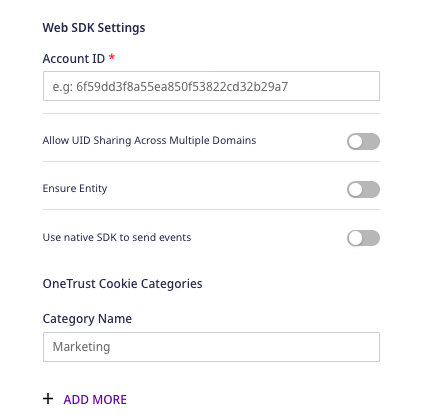 Web SDK Settings
Account ID *
e.g: 6f59dd3f8a55ea850f53822cd32b29a7
Allow UID Sharing Across Multiple Domains
Ensure Entity
Use native SDK to send events
OneTrust Cookie Categories
Category Name
Marketing
+ ADD MORE